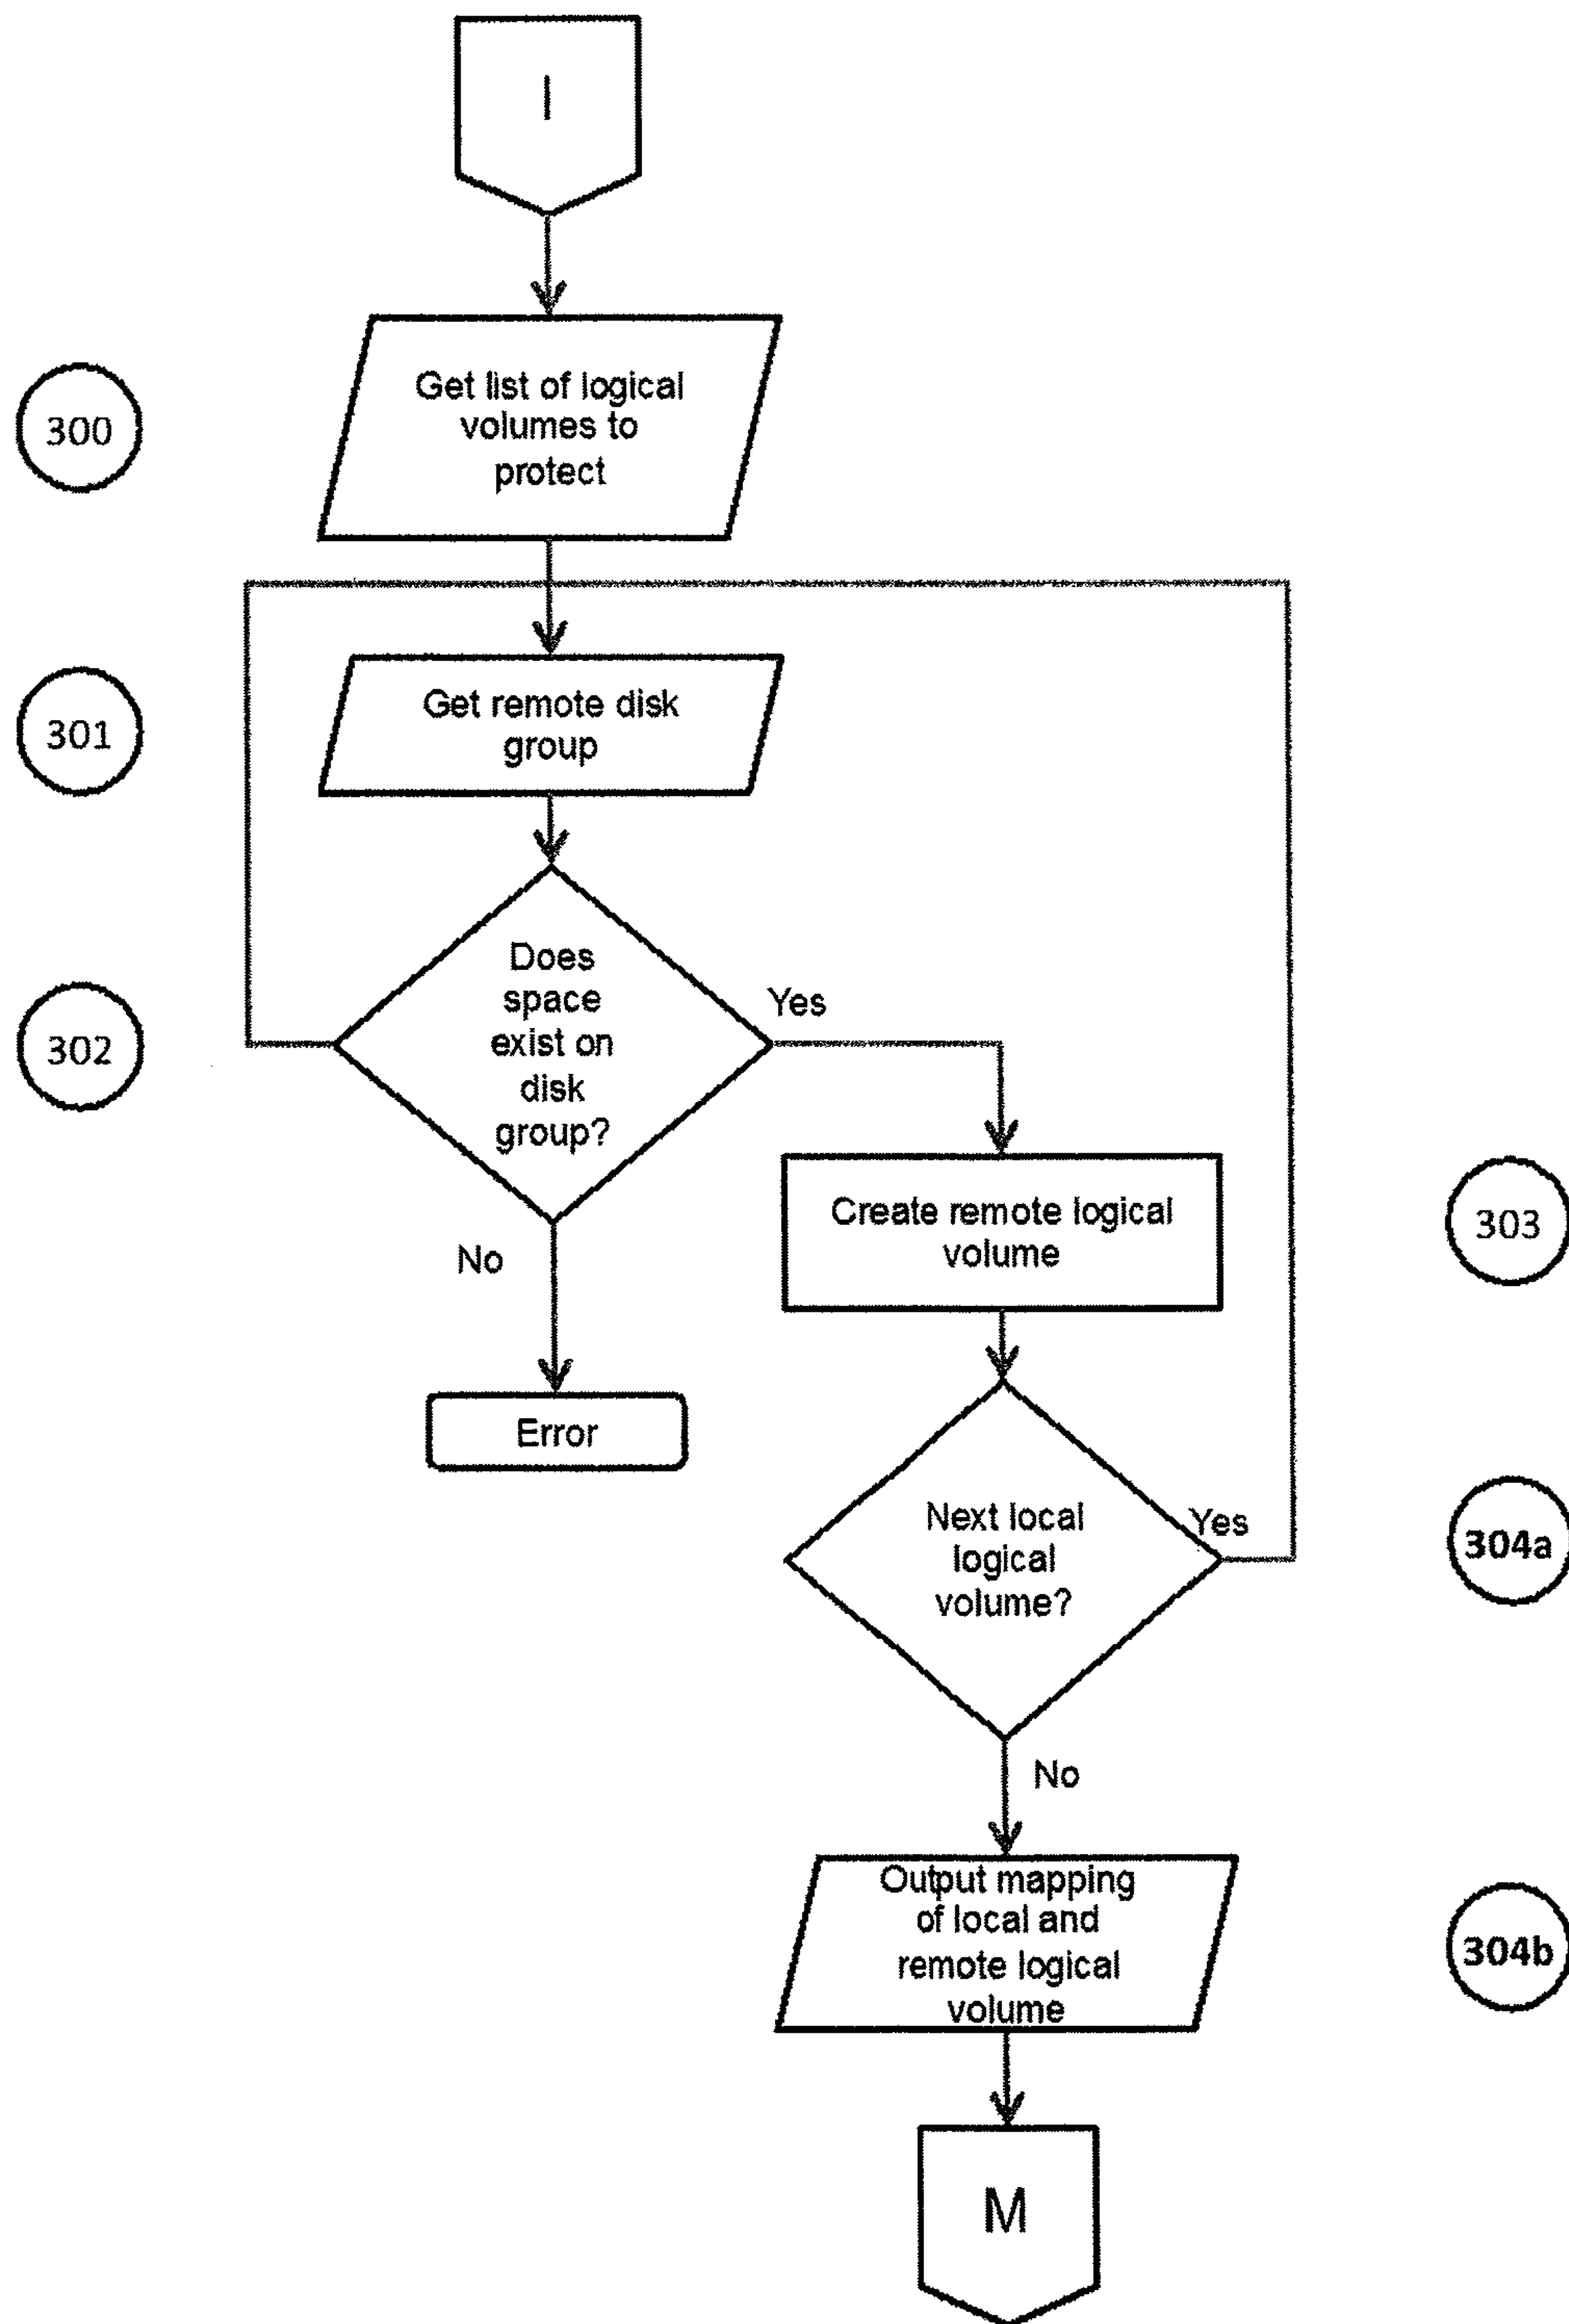 I
300
Get list of logical
volumes to
protect
301
Get remote disk
group
302
Does
space
exist on
disk
group?
Yes
No
Error
Create remote logical
volume
303
Next local
logical
volume?
Yes
304a
No
Output mapping
of local and
remote logical
volume
304b
M